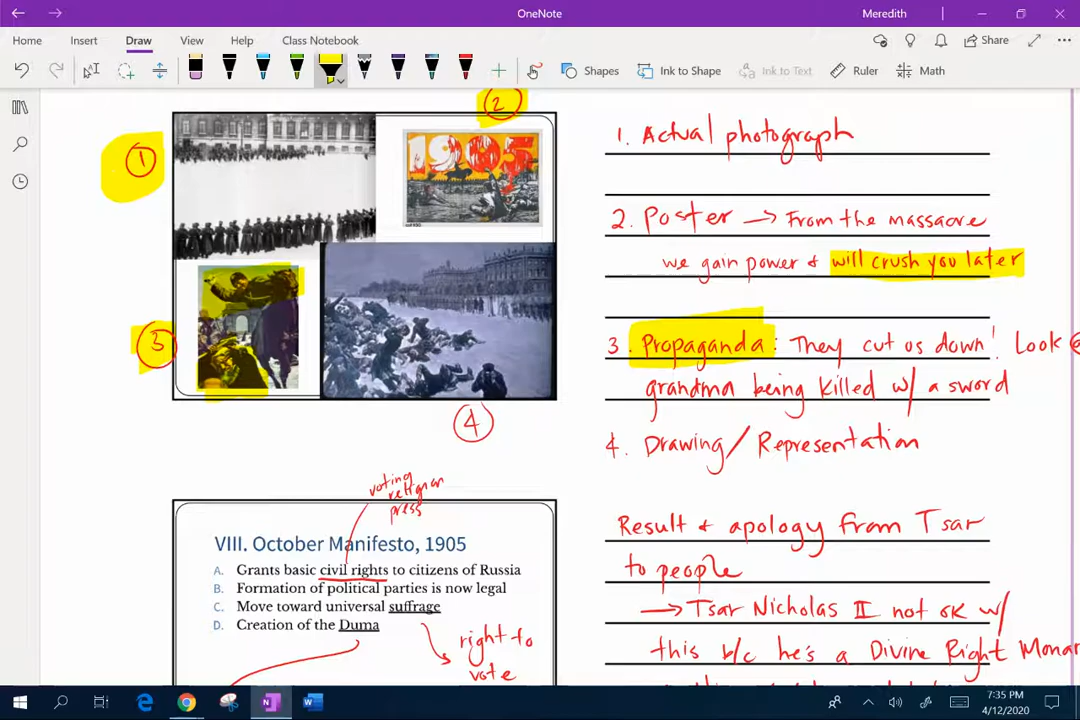 OneNote
Meredith
Home Insert Draw View Help Class Notebook
Share
Shapes Ink to Shape Ink to Text Ruler Math
2
1
1905
3
4
1. Actual photograph
2. Poster → From the massacre
we gain power & will crush you later
3. Propaganda: They cut us down! Look
grandma being killed w/ a sword
4. Drawing/Representation
voting
religion
press
VIII. October Manifesto, 1905
A. Grants basic civil rights to citizens of Russia
B. Formation of political parties is now legal
C. Move toward universal suffrage
D. Creation of the Duma
right to
vote
Result & apology from Tsar
to people
→ Tsar Nicholas II not ok w/
this b/c he's a Divine Right Monar
7:35 PM
4/12/2020